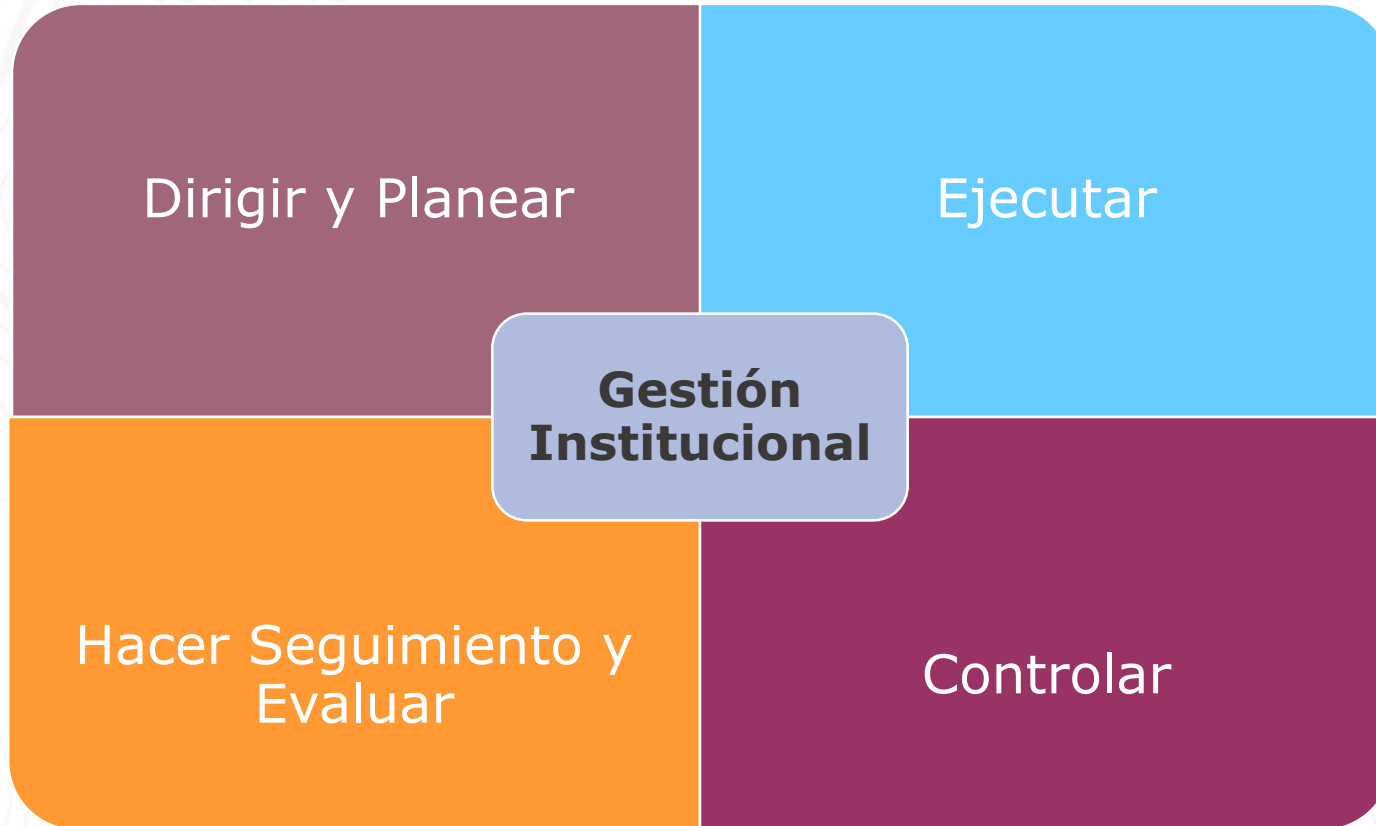 Dirigir y Planear
Ejecutar
Gestión
Institucional
Hacer Seguimiento y
Evaluar
Controlar